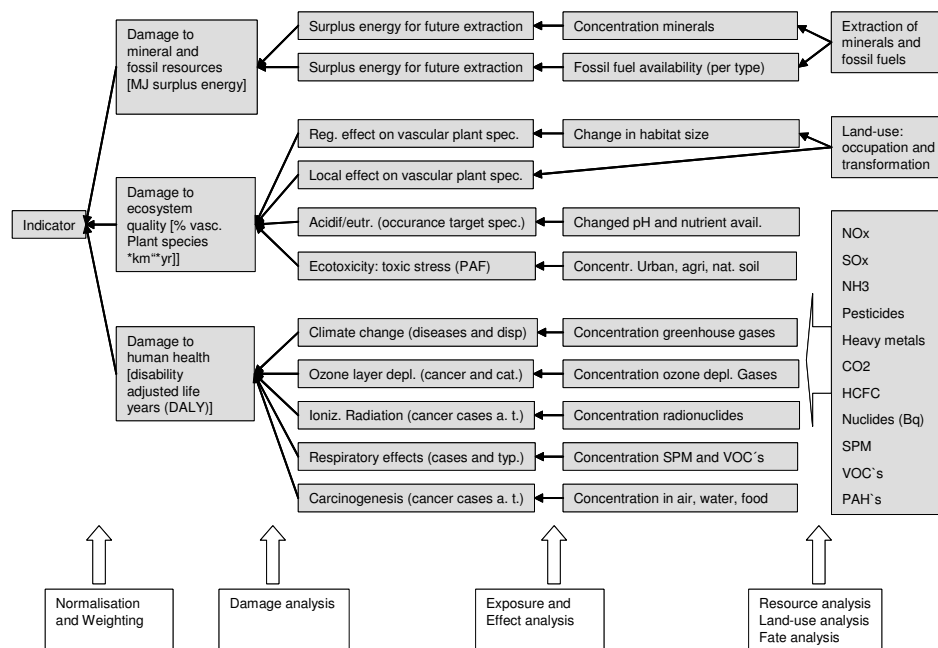 Damage to
mineral and
fossil resources
[MJ surplus energy]
Surplus energy for future extraction
Concentration minerals
Surplus energy for future extraction
Fossil fuel availability (per type)
Extraction of
minerals and
fossil fuels
Reg. effect on vascular plant spec.
Change in habitat size
Local effect on vascular plant spec.
Land-use:
occupation and
transformation
Indicator
Damage to
ecosystem
quality [% vasc.
Plant species
*km“*yr]]
Acidif/eutr. (occurance target spec.)
Changed pH and nutrient avail.
Ecotoxicity: toxic stress (PAF)
Concentr. Urban, agri, nat. soil
Damage to
human health
[disability
adjusted life
years (DALY)]
Climate change (diseases and disp)
Concentration greenhouse gases
Ozone layer depl. (cancer and cat.)
Concentration ozone depl. Gases
Ioniz. Radiation (cancer cases a. t.)
Concentration radionuclides
Respiratory effects (cases and typ.)
Concentration SPM and VOC´s
Carcinogenesis (cancer cases a. t.)
Concentration in air, water, food
NOx
SOx
NH3
Pesticides
Heavy metals
CO2
HCFC
Nuclides (Bq)
SPM
VOC`s
PAH`s
Normalisation
and Weighting
Damage analysis
Exposure and
Effect analysis
Resource analysis
Land-use analysis
Fate analysis